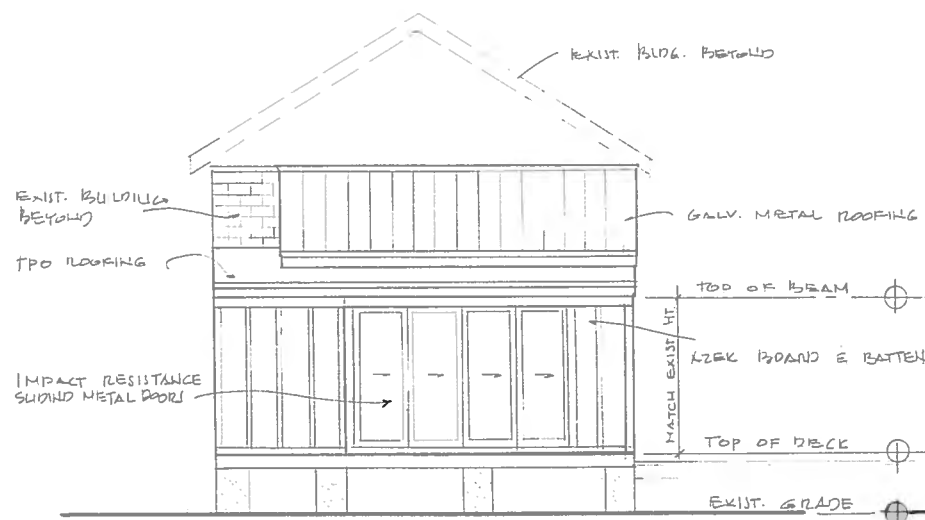 EXIST. BLDG. BEYOND
EXIST. BUILDING
BEYOND
GALV. METAL ROOFING
TPO ROOFING
TOP OF BEAM
MATCH EXIST HT.
AZEK BOARD & BATTEN
IMPACT RESISTANCE
SLIDING METAL DOORS
TOP OF DECK
EXIST. GRADE